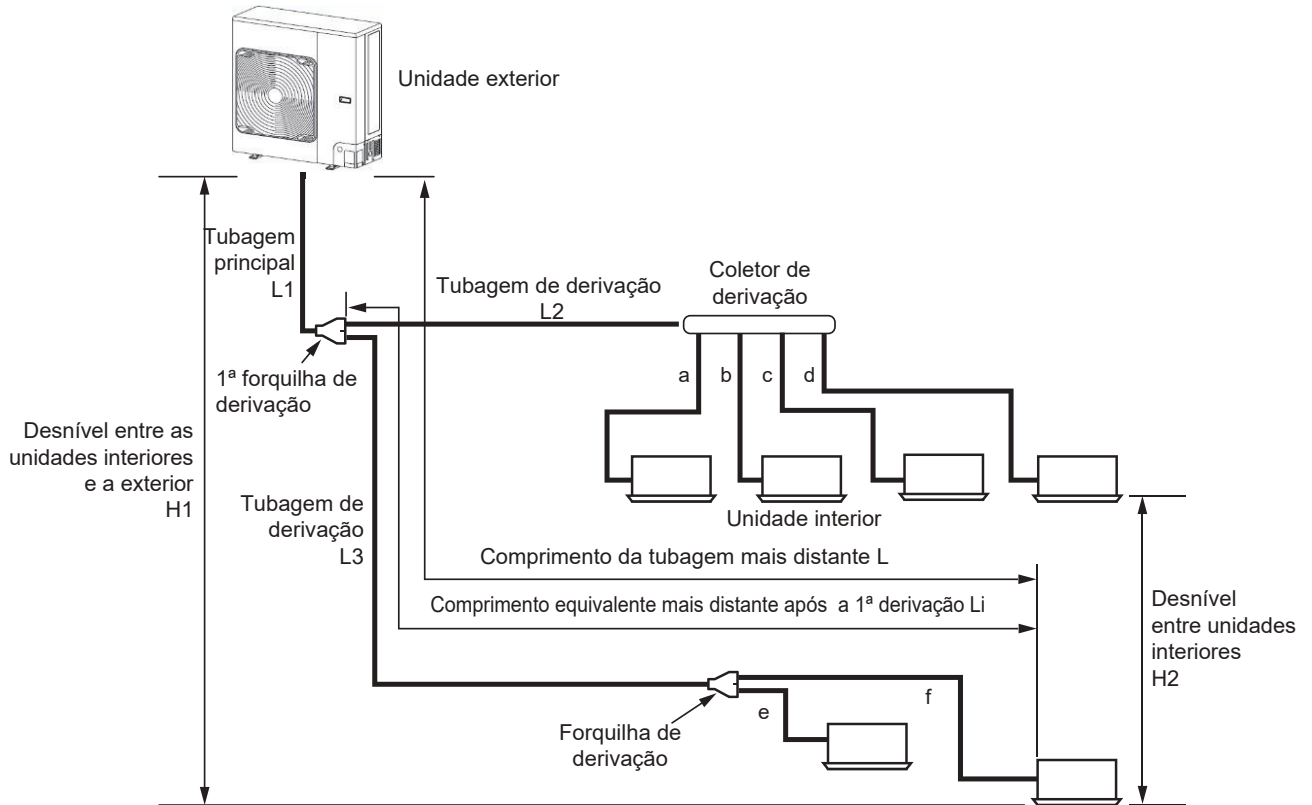 Unidade exterior
Tubagem
principal
L1
Tubagem de derivação
L2
Coletor de
derivação
1ª forquilha de
derivação
a
b
c
d
Desnível entre as
unidades interiores
e a exterior
H1
Unidade interior
Tubagem de
derivação
L3
Comprimento da tubagem mais distante L
Comprimento equivalente mais distante após a 1ª derivação Li
Desnível
entre unidades
interiores
H2
e
f
Forquilha de
derivação